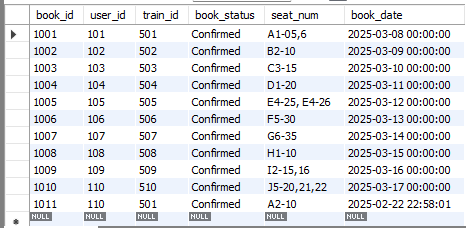 book_id user_id train_id book_status seat_num book_date
1001 101 501 Confirmed A1-05,6 2025-03-08 00:00:00
1002 102 502 Confirmed B2-10 2025-03-09 00:00:00
1003 103 503 Confirmed C3-15 2025-03-10 00:00:00
1004 104 504 Confirmed D1-20 2025-03-11 00:00:00
1005 105 505 Confirmed E4-25, E4-26 2025-03-12 00:00:00
1006 106 506 Confirmed F5-30 2025-03-13 00:00:00
1007 107 507 Confirmed G6-35 2025-03-14 00:00:00
1008 108 508 Confirmed H1-10 2025-03-15 00:00:00
1009 109 509 Confirmed I2-15,16 2025-03-16 00:00:00
1010 110 510 Confirmed J5-20,21,22 2025-03-17 00:00:00
1011 110 501 Confirmed A2-10 2025-02-22 22:58:01
NULL NULL NULL NULL NULL NULL